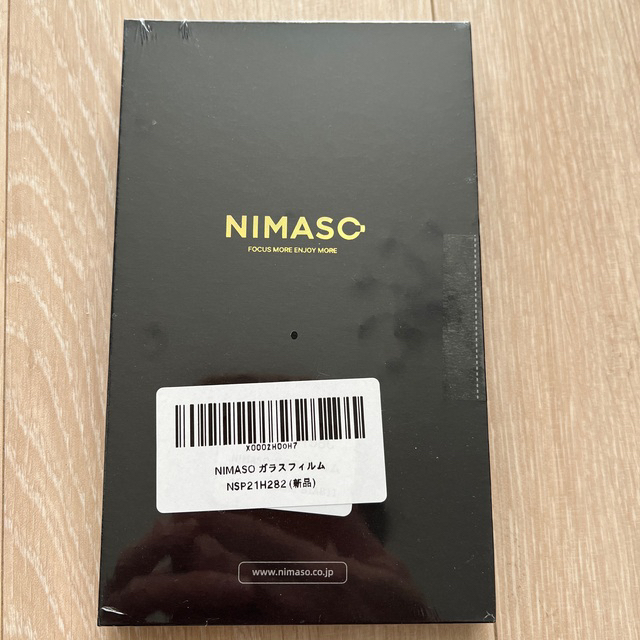 NIMASO
FOCUS MORE ENJOY MORE
X000ZH00H7
NIMASO ガラスフィルム
NSP21H282(新品)
www.nimaso.co.jp